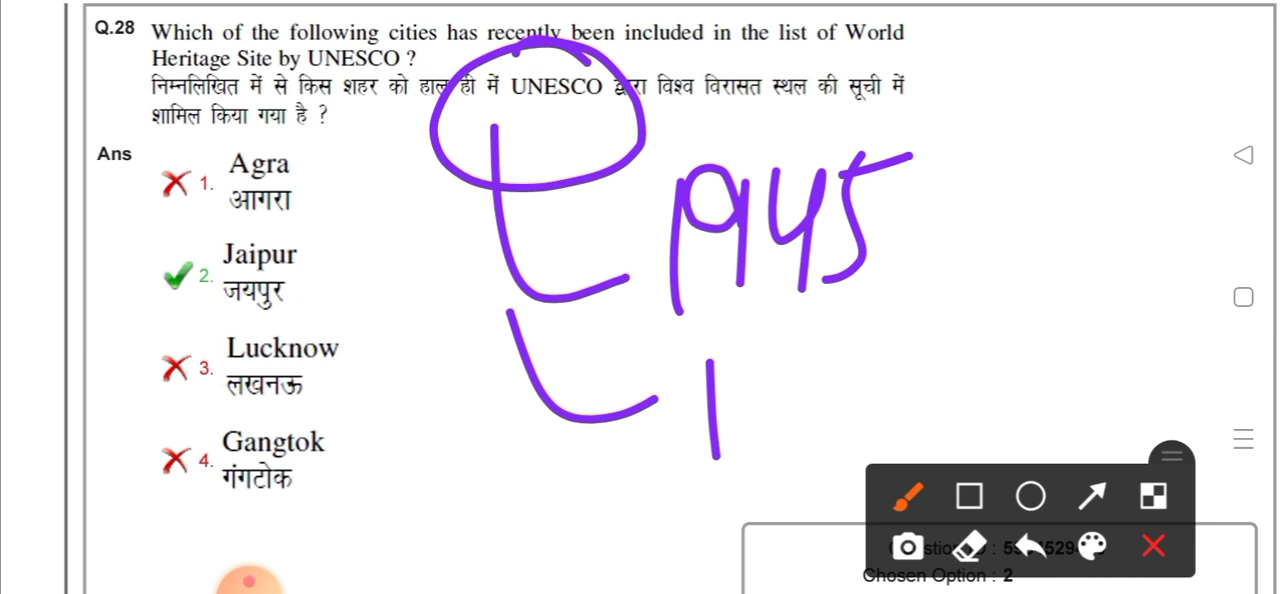 Q.28 Which of the following cities has recently been included in the list of World
Heritage Site by UNESCO ?
निम्नलिखित में से किस शहर को हाल ही में UNESCO द्वारा विश्व विरासत स्थल की सूची में
शामिल किया गया है ?
Ans
1. Agra
आगरा
2. Jaipur
जयपुर
3. Lucknow
लखनऊ
4. Gangtok
गंगटोक
1945
1
Chosen Option : 2